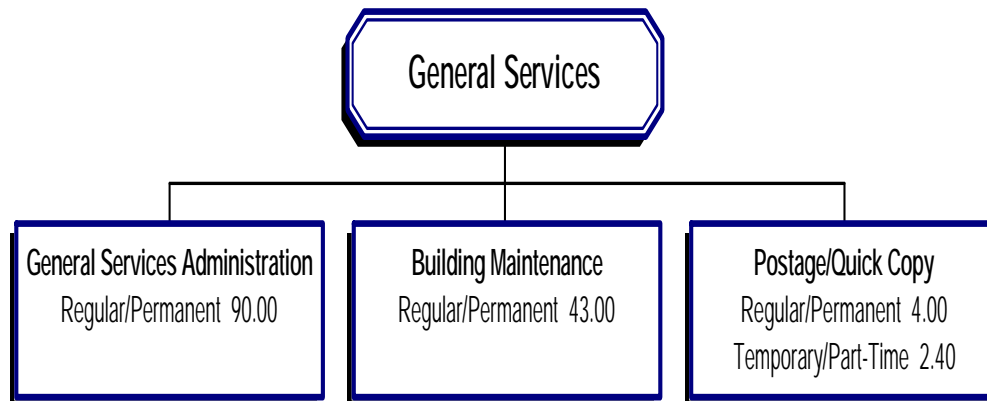 General Services
General Services Administration
Regular/Permanent 90.00
Building Maintenance
Regular/Permanent 43.00
Postage/Quick Copy
Regular/Permanent 4.00
Temporary/Part-Time 2.40